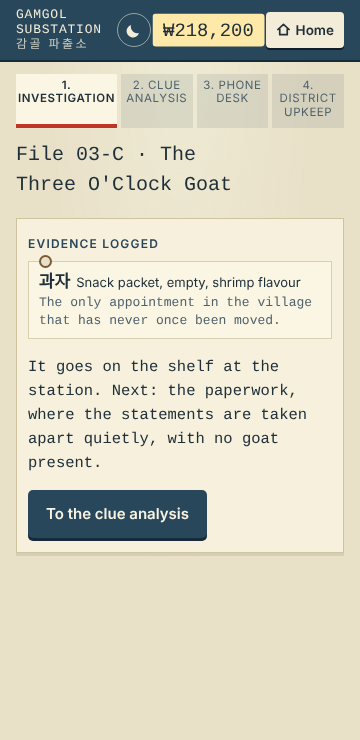 GAMGOL
SUBSTATION
감골 파출소
₩218,200
Home
1.
INVESTIGATION
2. CLUE
ANALYSIS
3. PHONE
DESK
4.
DISTRICT
UPKEEP
File 03-C · The
Three O'Clock Goat
EVIDENCE LOGGED
과자 Snack packet, empty, shrimp flavour
The only appointment in the village
that has never once been moved.
It goes on the shelf at the
station. Next: the paperwork,
where the statements are taken
apart quietly, with no goat
present.
To the clue analysis